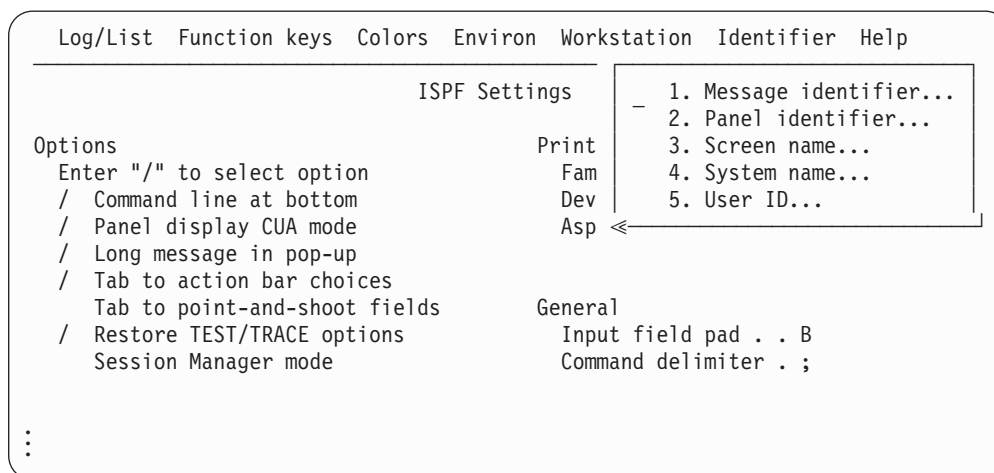 Log/List  Function keys  Colors  Environ  Workstation  Identifier  Help
ISPF Settings  _  1. Message identifier...
2. Panel identifier...
Options  Print  3. Screen name...
Enter "/" to select option  Fam  4. System name...
/  Command line at bottom  Dev  5. User ID...
/  Panel display CUA mode  Asp
/  Long message in pop-up
/  Tab to action bar choices
Tab to point-and-shoot fields  General
/  Restore TEST/TRACE options  Input field pad . . B
Session Manager mode  Command delimiter . ;